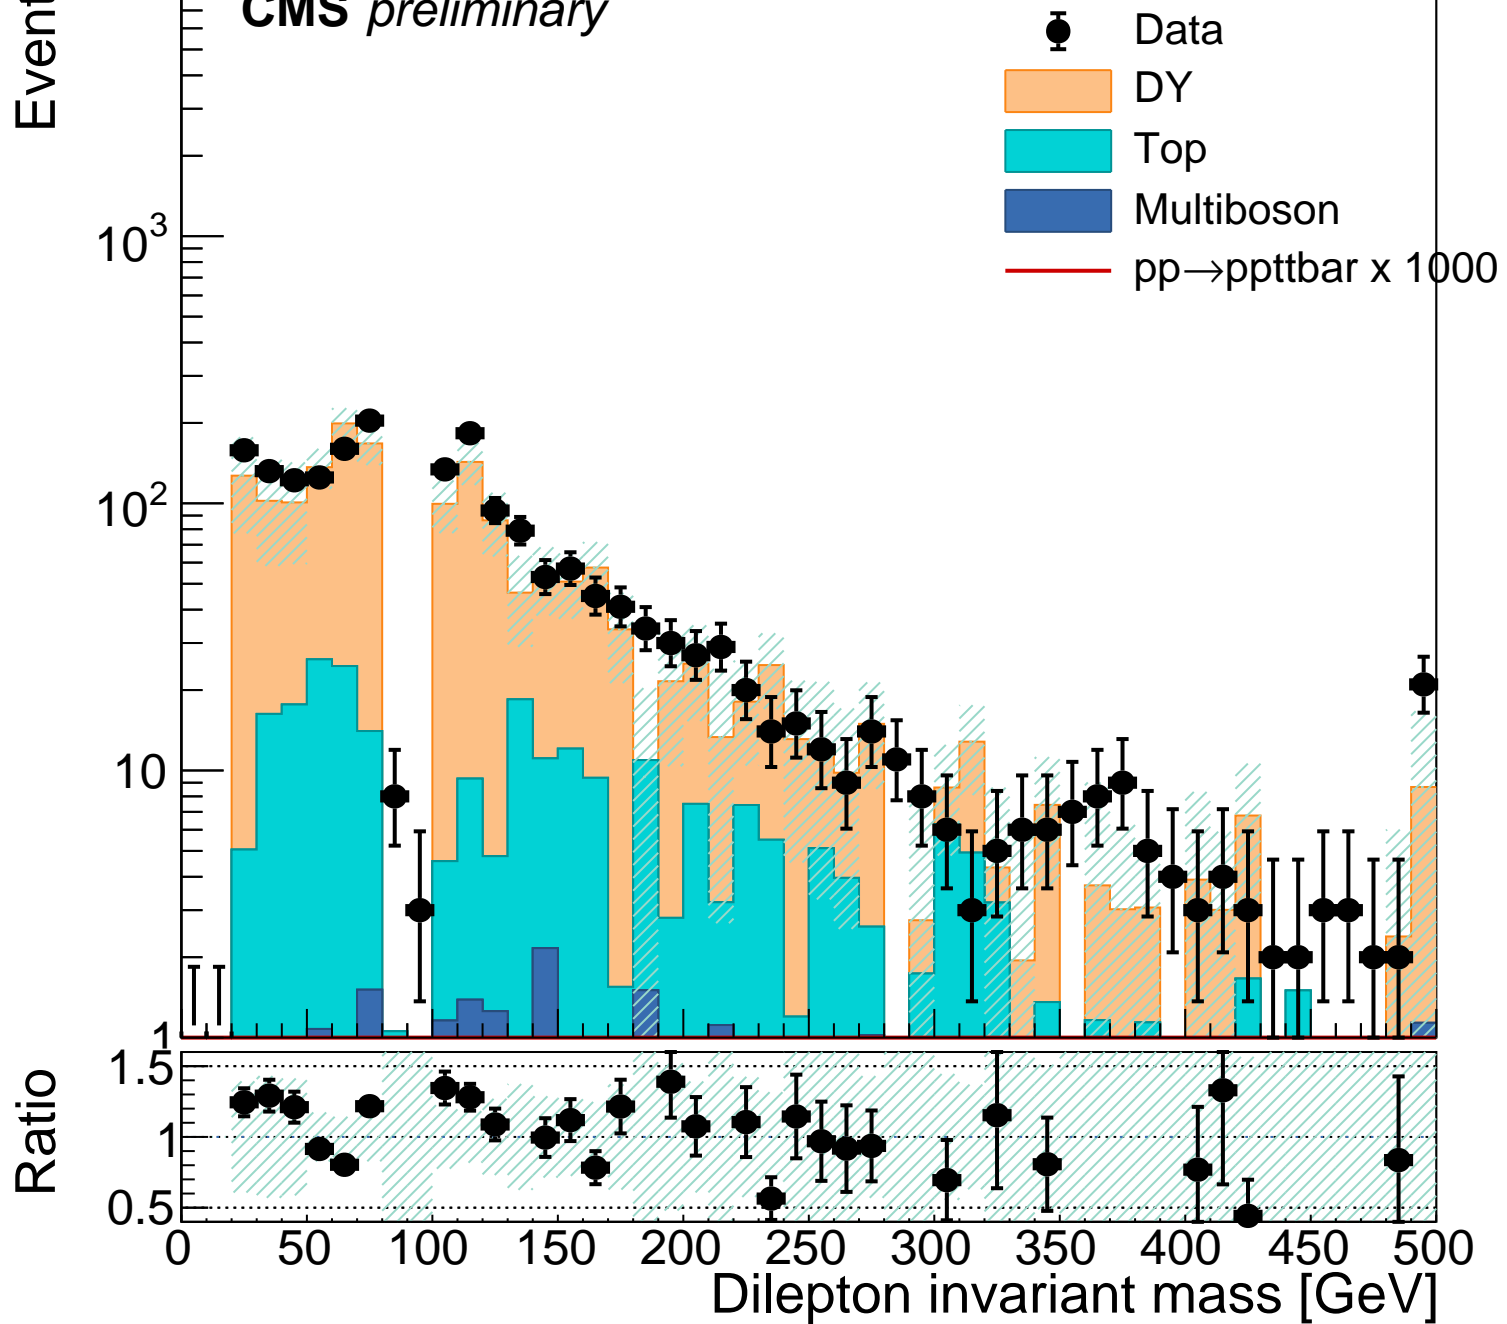 CMS preliminary
Event
Data
DY
Top
Multiboson
pp→ppttbar x 1000
10³
10²
10
1
1.5
1
0.5
Ratio
0 50 100 150 200 250 300 350 400 450 500
Dilepton invariant mass [GeV]